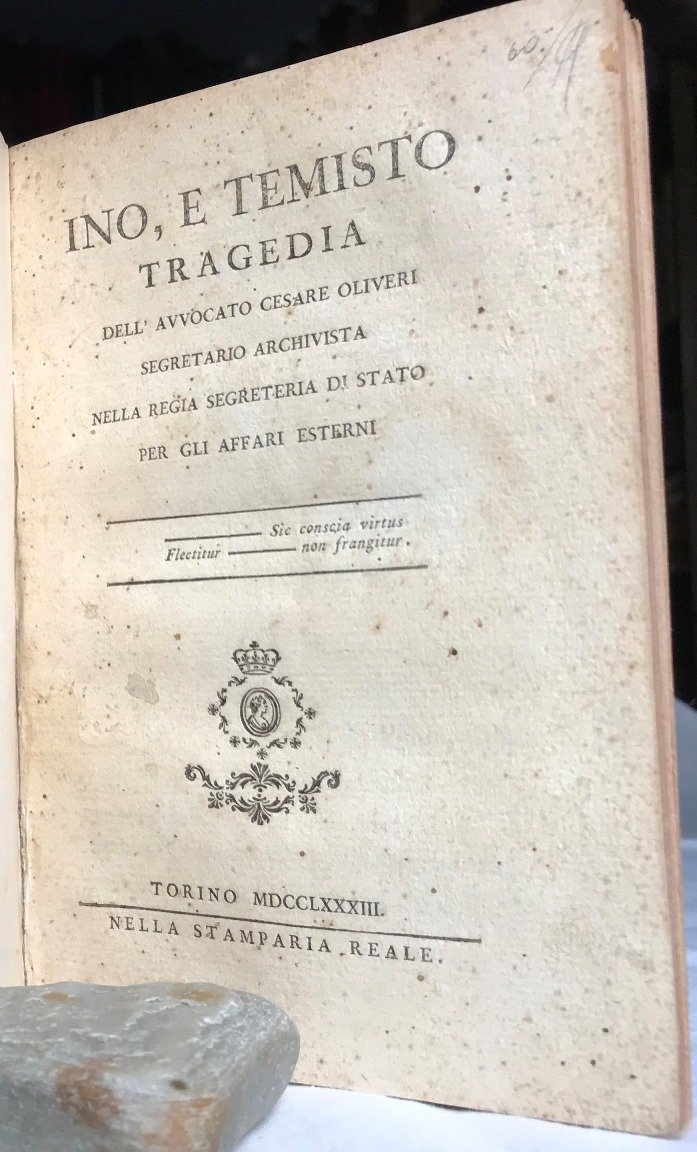 INO, E TEMISTO
TRAGEDIA
DELL' AVVOCATO CESARE OLIVERI
SEGRETARIO ARCHIVISTA
NELLA REGIA SEGRETERIA DI STATO
PER GLI AFFARI ESTERNI
Sic conscia virtus
Flectitur ——— non frangitur.
TORINO MDCCLXXXIII.
NELLA STAMPARIA REALE.